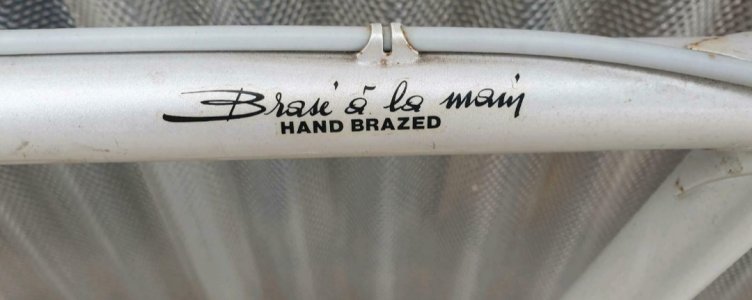 Brasé à la main
HAND BRAZED